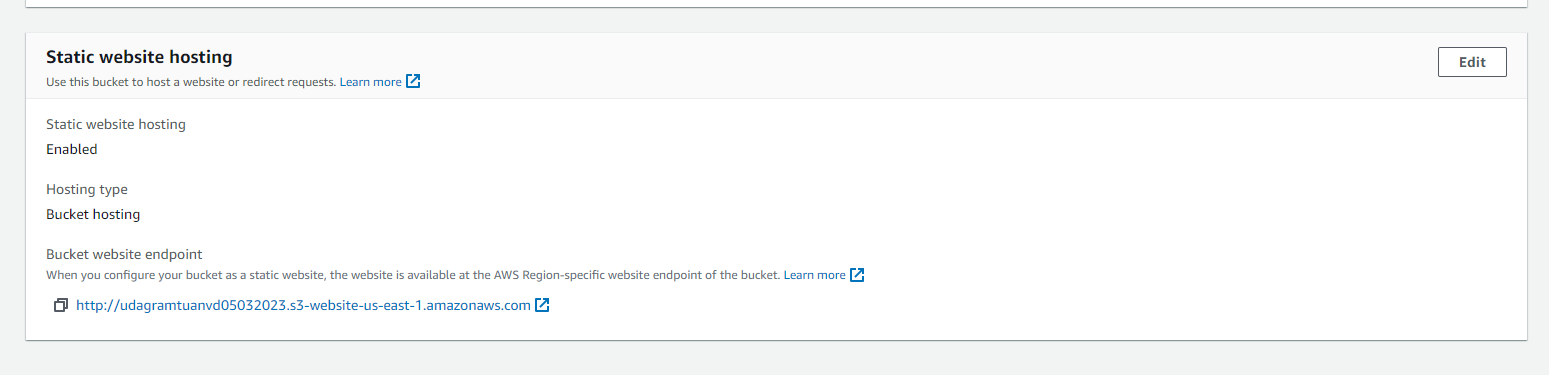 Static website hosting
Edit
Use this bucket to host a website or redirect requests. Learn more
Static website hosting
Enabled
Hosting type
Bucket hosting
Bucket website endpoint
When you configure your bucket as a static website, the website is available at the AWS Region-specific website endpoint of the bucket. Learn more
http://udagramtuanvd05032023.s3-website-us-east-1.amazonaws.com